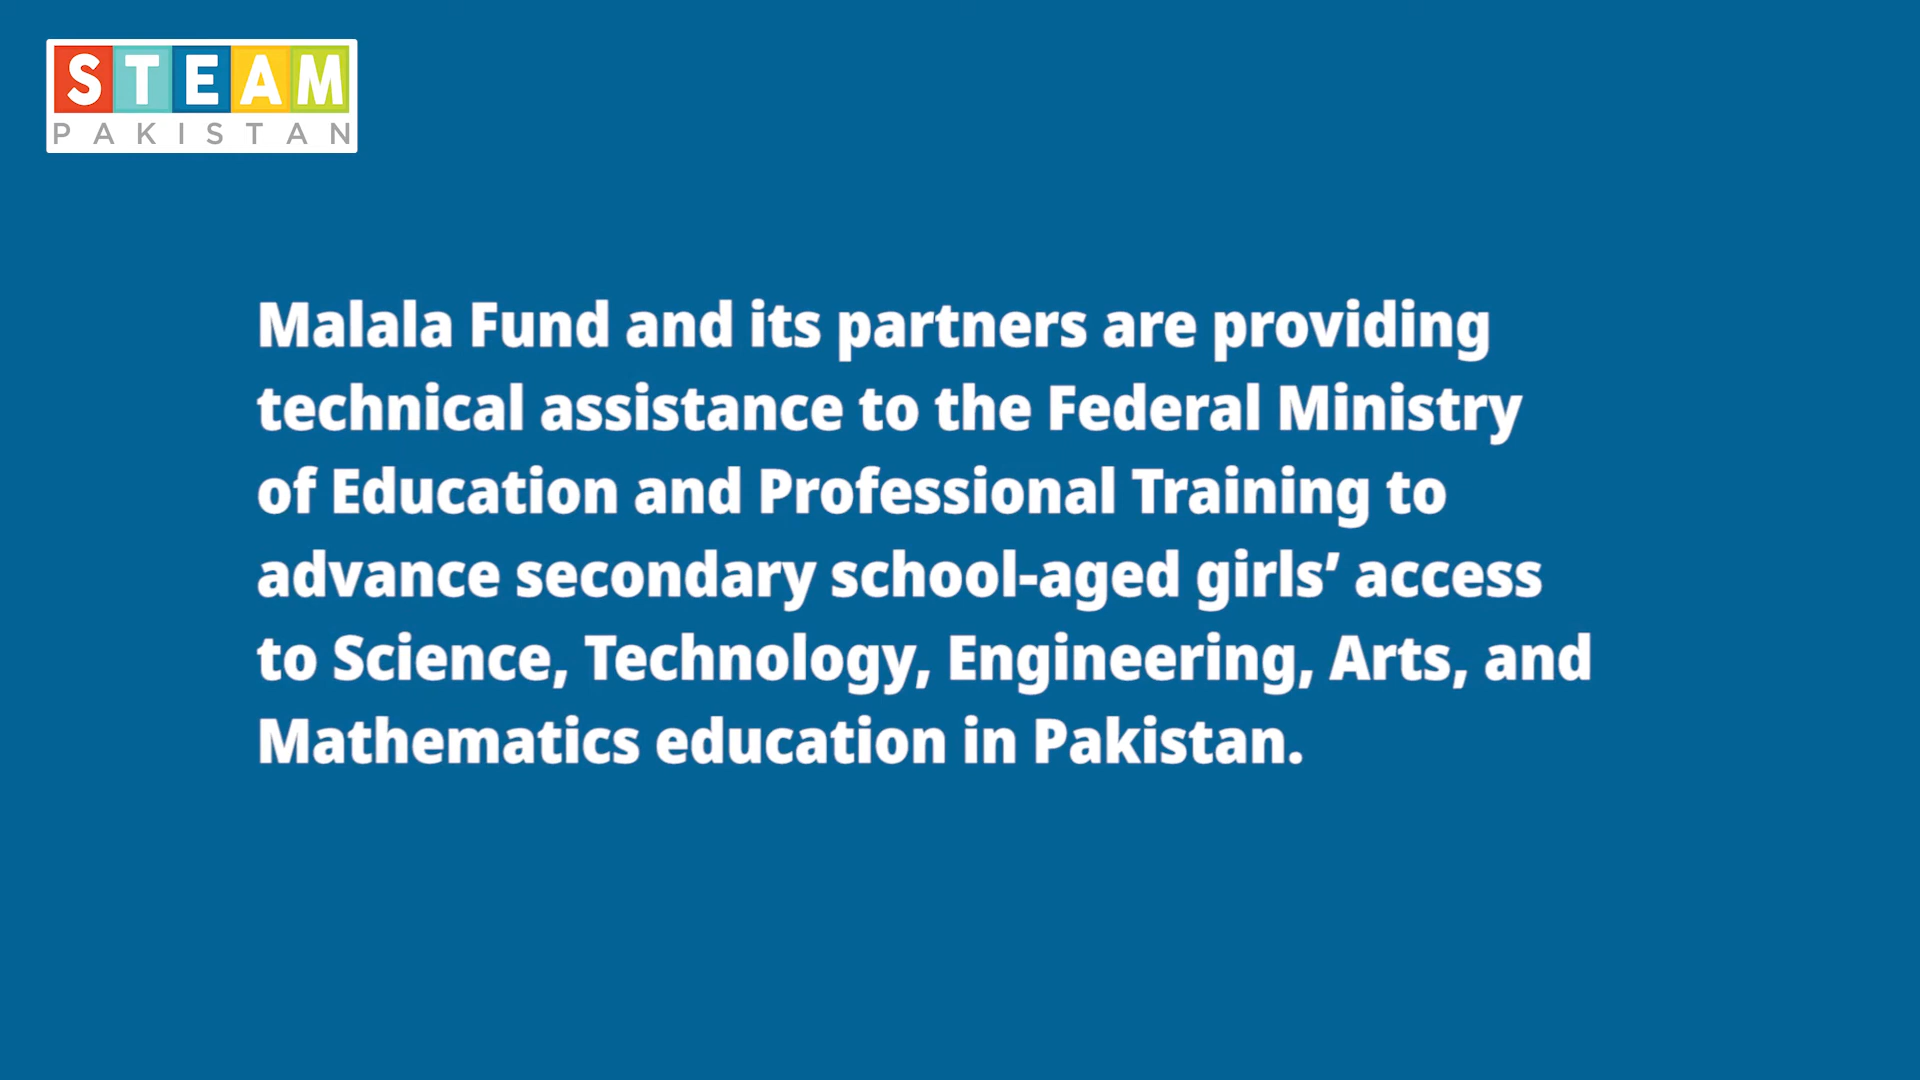 STEAM
PAKISTAN
Malala Fund and its partners are providing
technical assistance to the Federal Ministry
of Education and Professional Training to
advance secondary school-aged girls’ access
to Science, Technology, Engineering, Arts, and
Mathematics education in Pakistan.